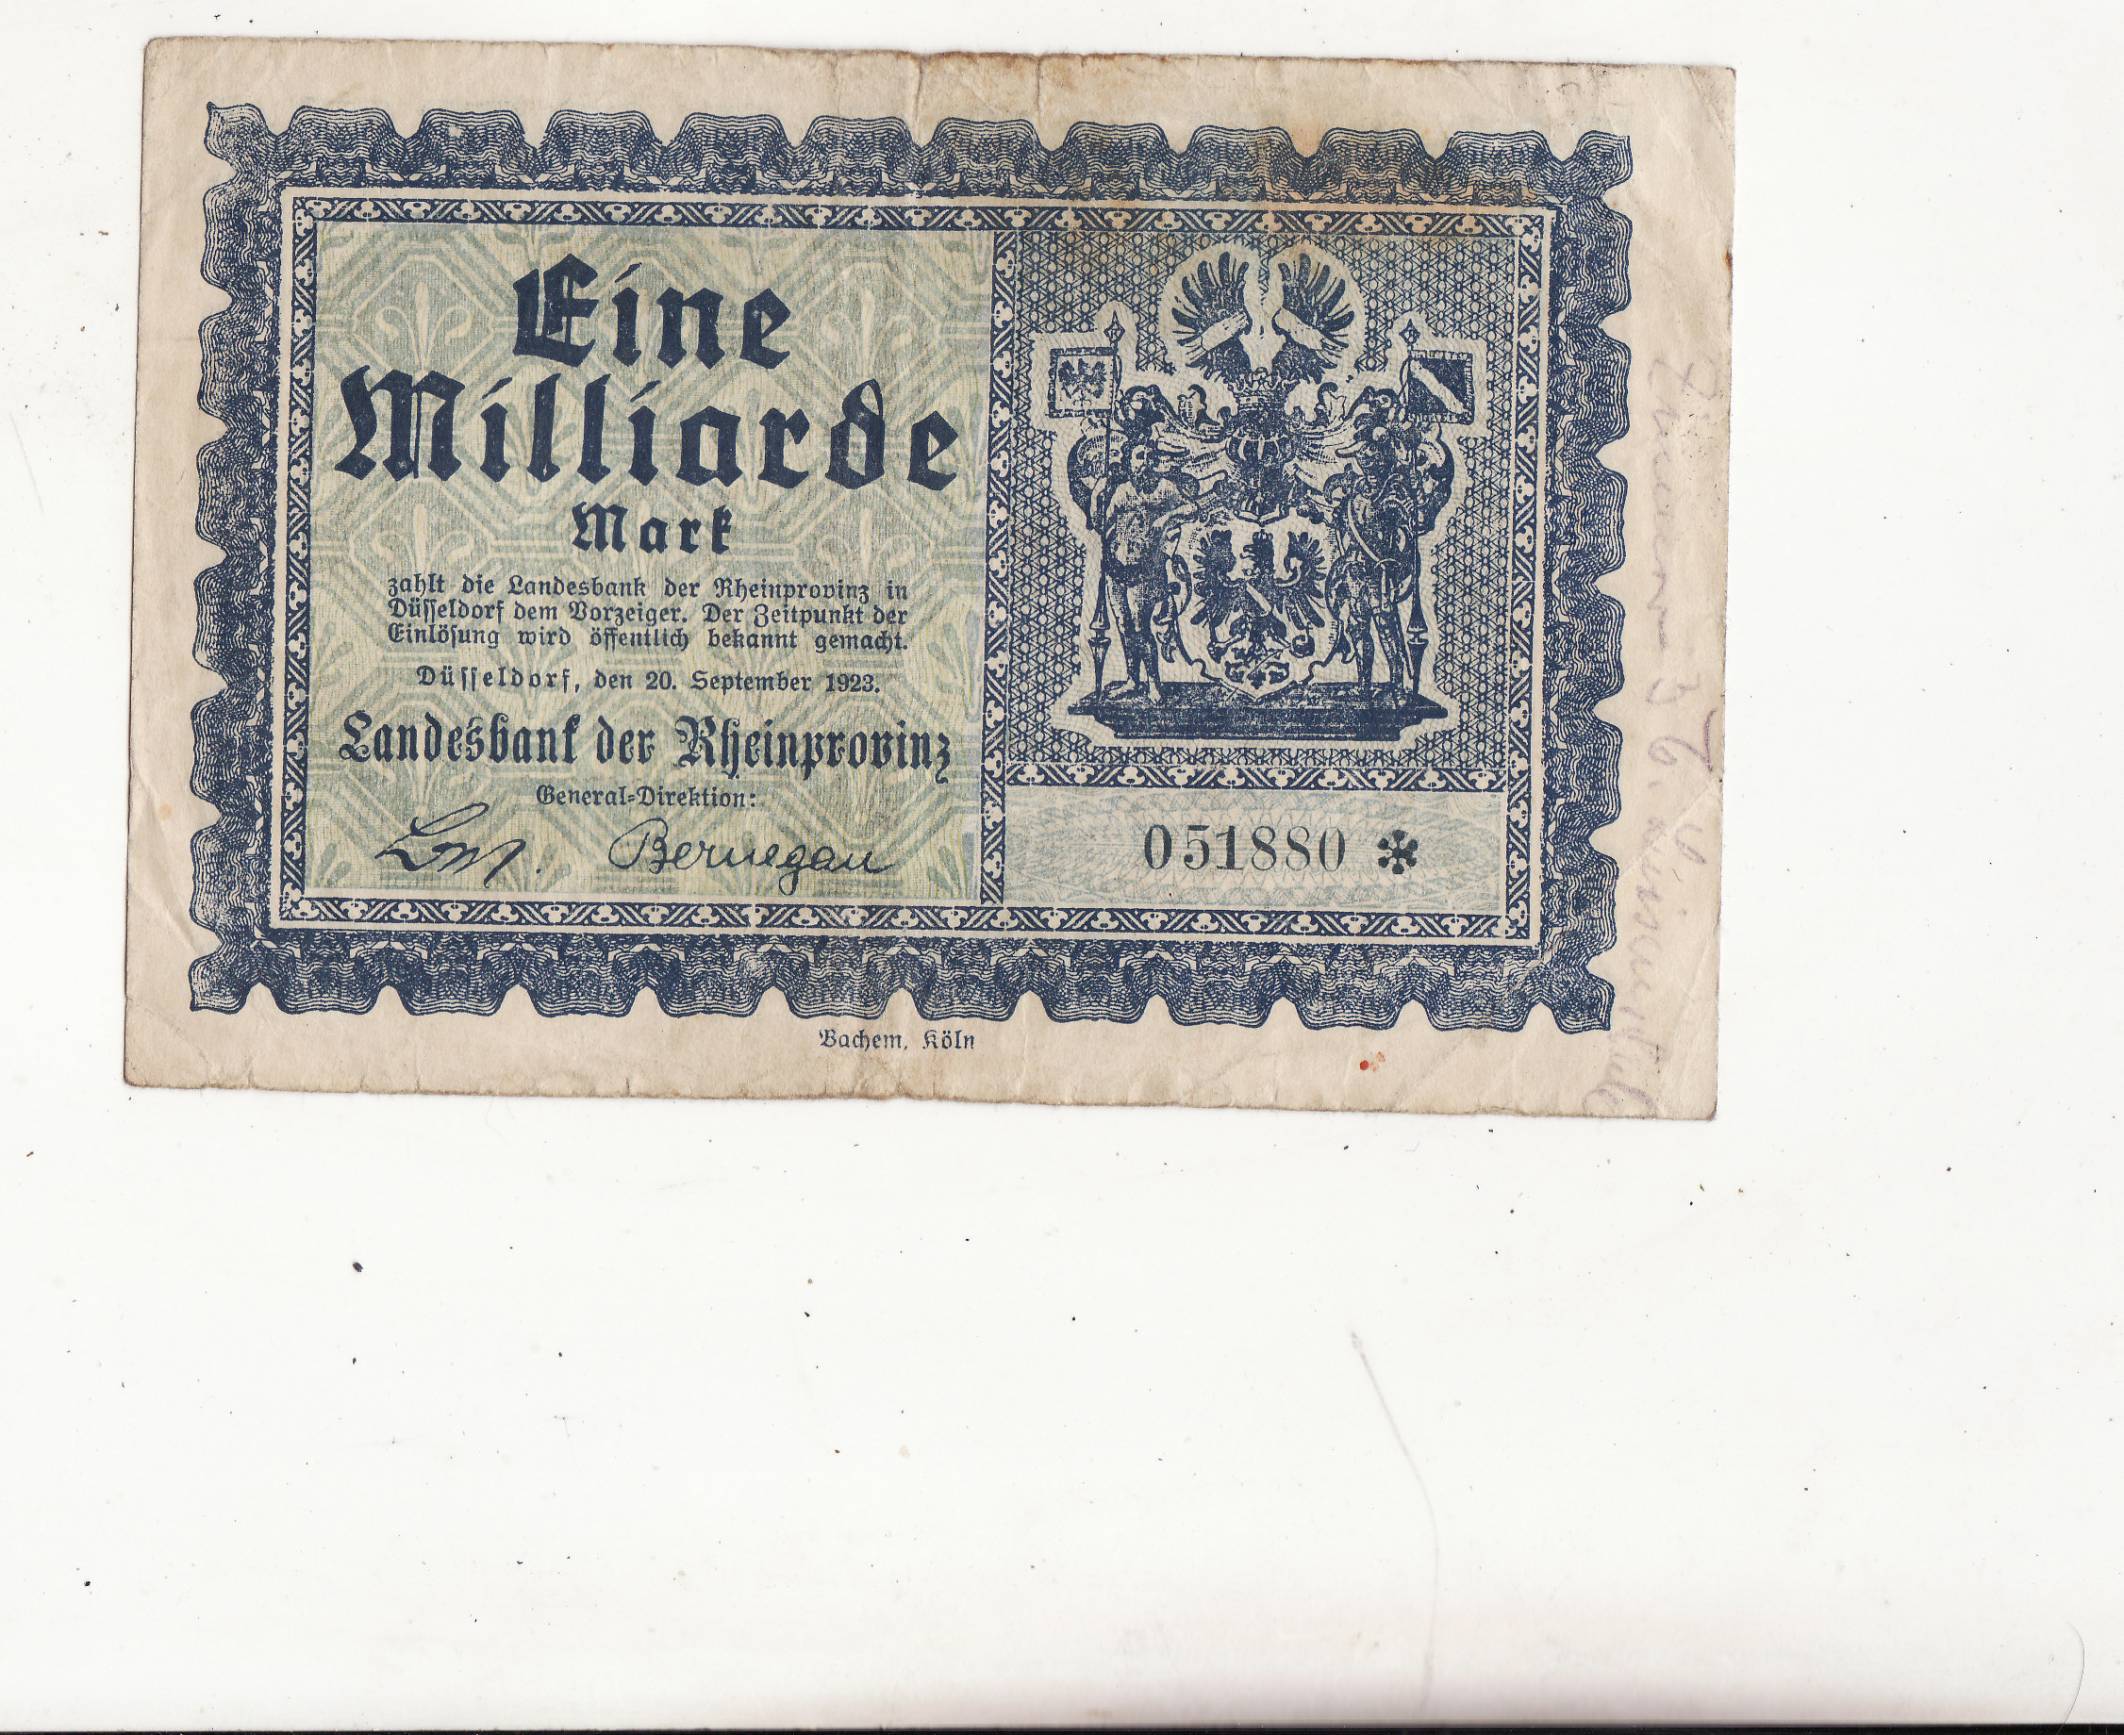 Eine
Milliarde
Mark
zahlt die Landesbank der Rheinprovinz in
Düsseldorf dem Vorzeiger. Der Zeitpunkt der
Einlösung wird öffentlich bekannt gemacht.
Düsseldorf, den 20. September 1923.
Landesbank der Rheinprovinz
General-Direktion:
Bernegau
051880 *
Bachem, Köln